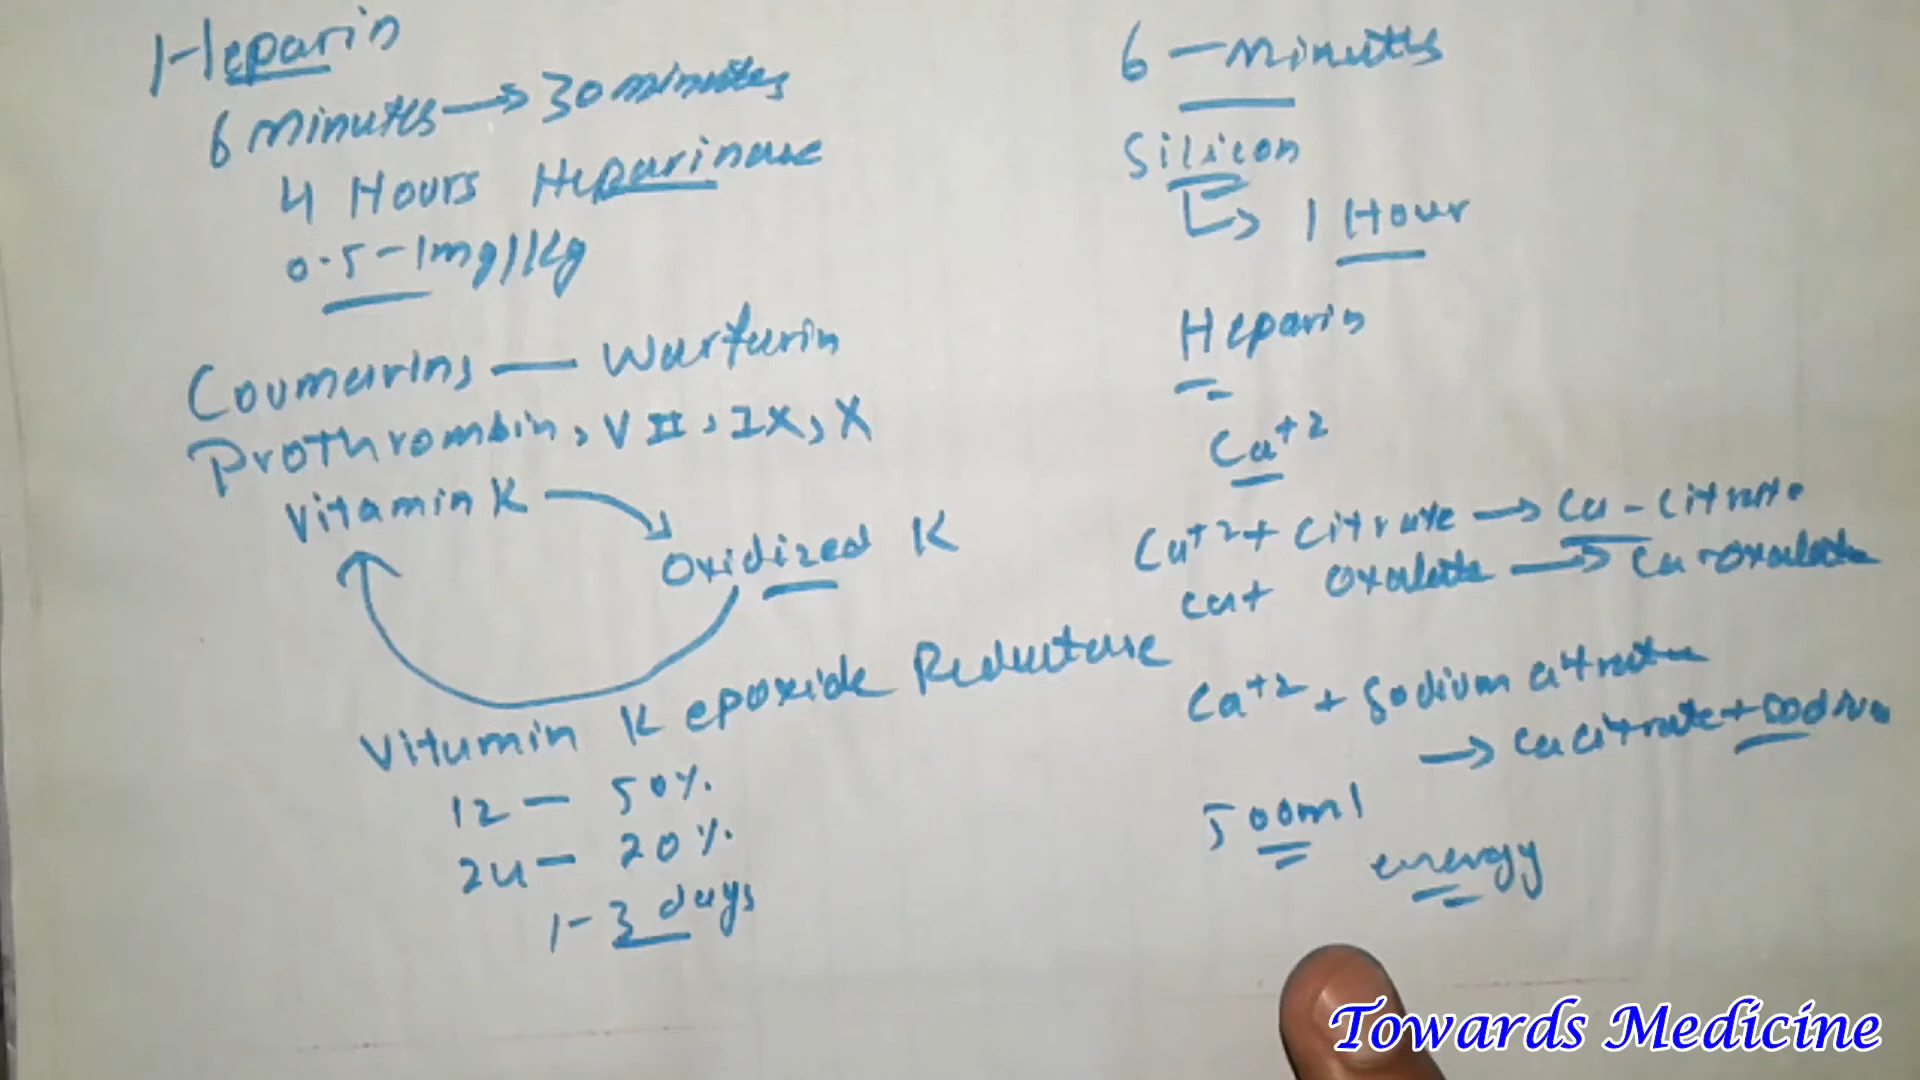 Heparin
6 minutes → 30 minutes
4 Hours Heparinase
0.5 - 1mg/Kg
Coumarins — Warfarin
Prothrombin, VII, IX, X
Vitamin K → Oxidized K
Vitamin K epoxide Reductase
12 — 50%.
24 — 20%.
1-3 days
6 — minutes
Silicon
↳ 1 Hour
Heparin
Ca+2
Ca+2 + Citrate → Ca-Citrate
Ca+ Oxalate → Ca-Oxalate
Ca+2 + Sodium citrate
→ Ca citrate + Sodium
500ml
energy
Towards Medicine